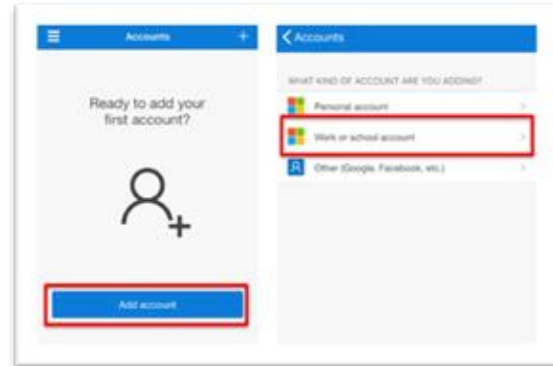 Accounts
Ready to add your
first account?
Add account
Accounts
WHAT KIND OF ACCOUNT ARE YOU ADDING?
Personal account
Work or school account
Other (Google, Facebook, etc.)